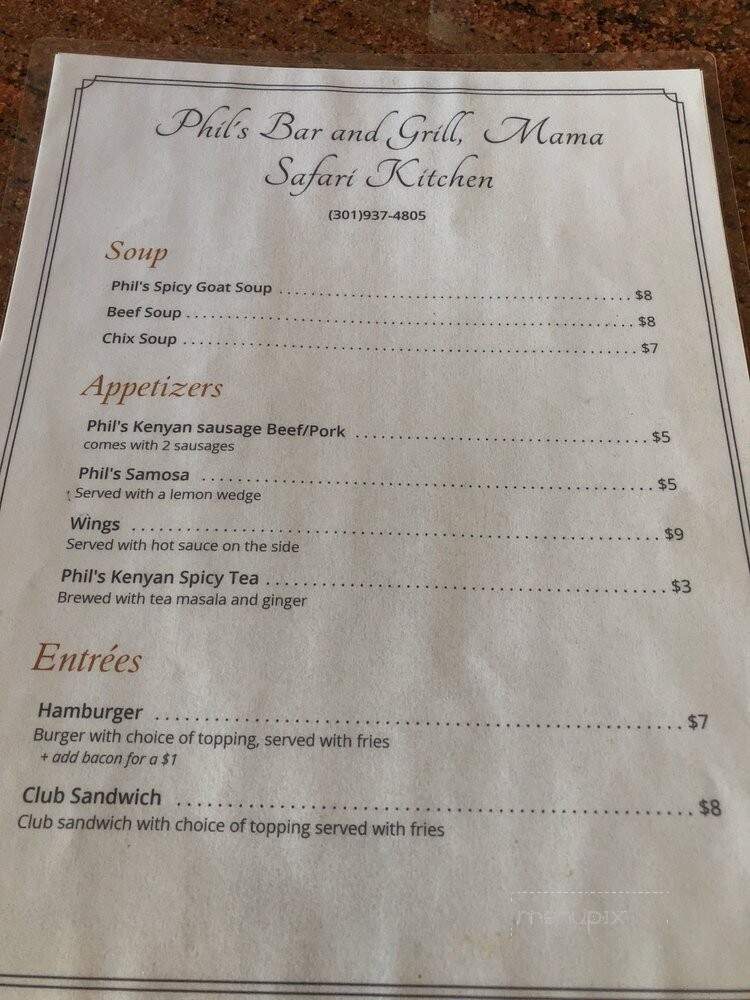 Phil's Bar and Grill, Mama
Safari Kitchen
(301)937-4805
Soup
Phil's Spicy Goat Soup ........ $8
Beef Soup ........ $8
Chix Soup ........ $7
Appetizers
Phil's Kenyan sausage Beef/Pork ........ $5
comes with 2 sausages
Phil's Samosa ........ $5
Served with a lemon wedge
Wings ........ $9
Served with hot sauce on the side
Phil's Kenyan Spicy Tea ........ $3
Brewed with tea masala and ginger
Entrées
Hamburger ........ $7
Burger with choice of topping, served with fries
+ add bacon for a $1
Club Sandwich ........ $8
Club sandwich with choice of topping served with fries
menupix